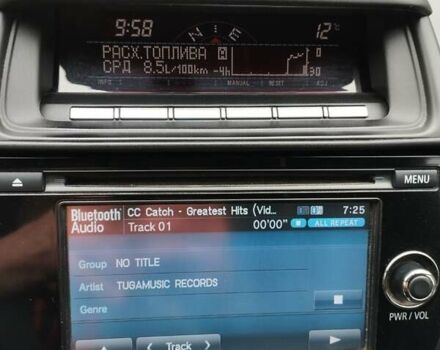 9:58
N E
12°C
РАСХ.ТОПЛИВА A 0
СРД 8.5L/100km -4h 30
INFO MANUAL RESET ADJ
MENU
Bluetooth Audio
CC Catch - Greatest Hits (Vid... 7:25
Track 01 00'00" ALL REPEAT
Group NO TITLE
Artist TUGAMUSIC RECORDS
Genre
Track
PWR / VOL